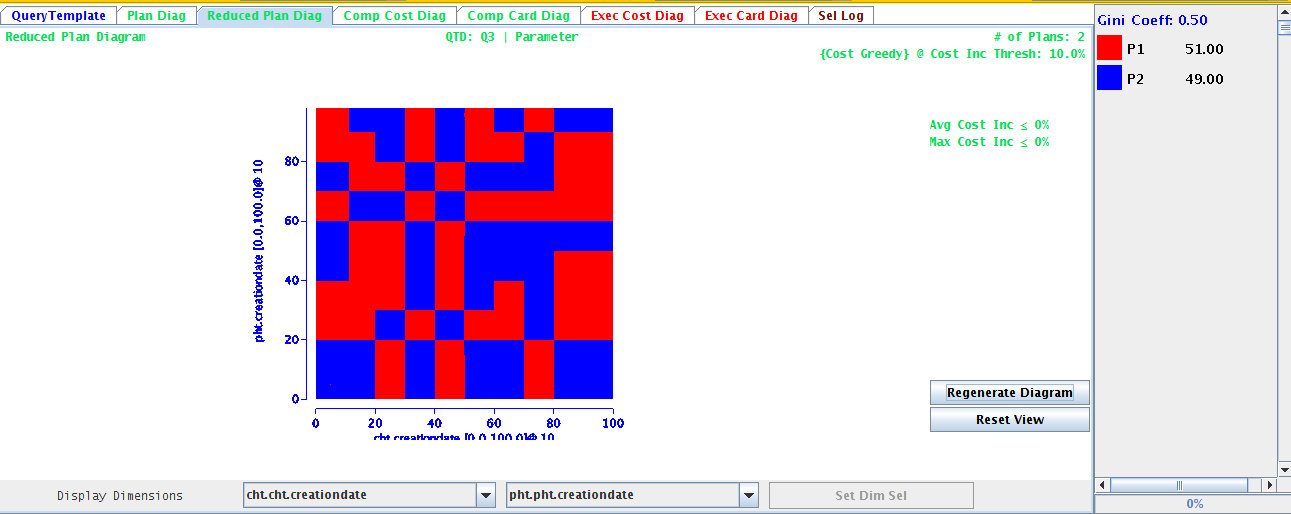 QueryTemplate Plan Diag Reduced Plan Diag Comp Cost Diag Comp Card Diag Exec Cost Diag Exec Card Diag Sel Log
Reduced Plan Diagram QTD: Q3 | Parameter # of Plans: 2
{Cost Greedy} @ Cost Inc Thresh: 10.0%
Gini Coeff: 0.50
P1 51.00
P2 49.00
Avg Cost Inc ≤ 0%
Max Cost Inc ≤ 0%
pht.creationdate [0.0,100.0]@ 10
80
60
40
20
0
0 20 40 60 80 100
cht.creationdate [0.0,100.0]@ 10
Regenerate Diagram
Reset View
Display Dimensions cht.cht.creationdate pht.pht.creationdate Set Dim Sel
0%